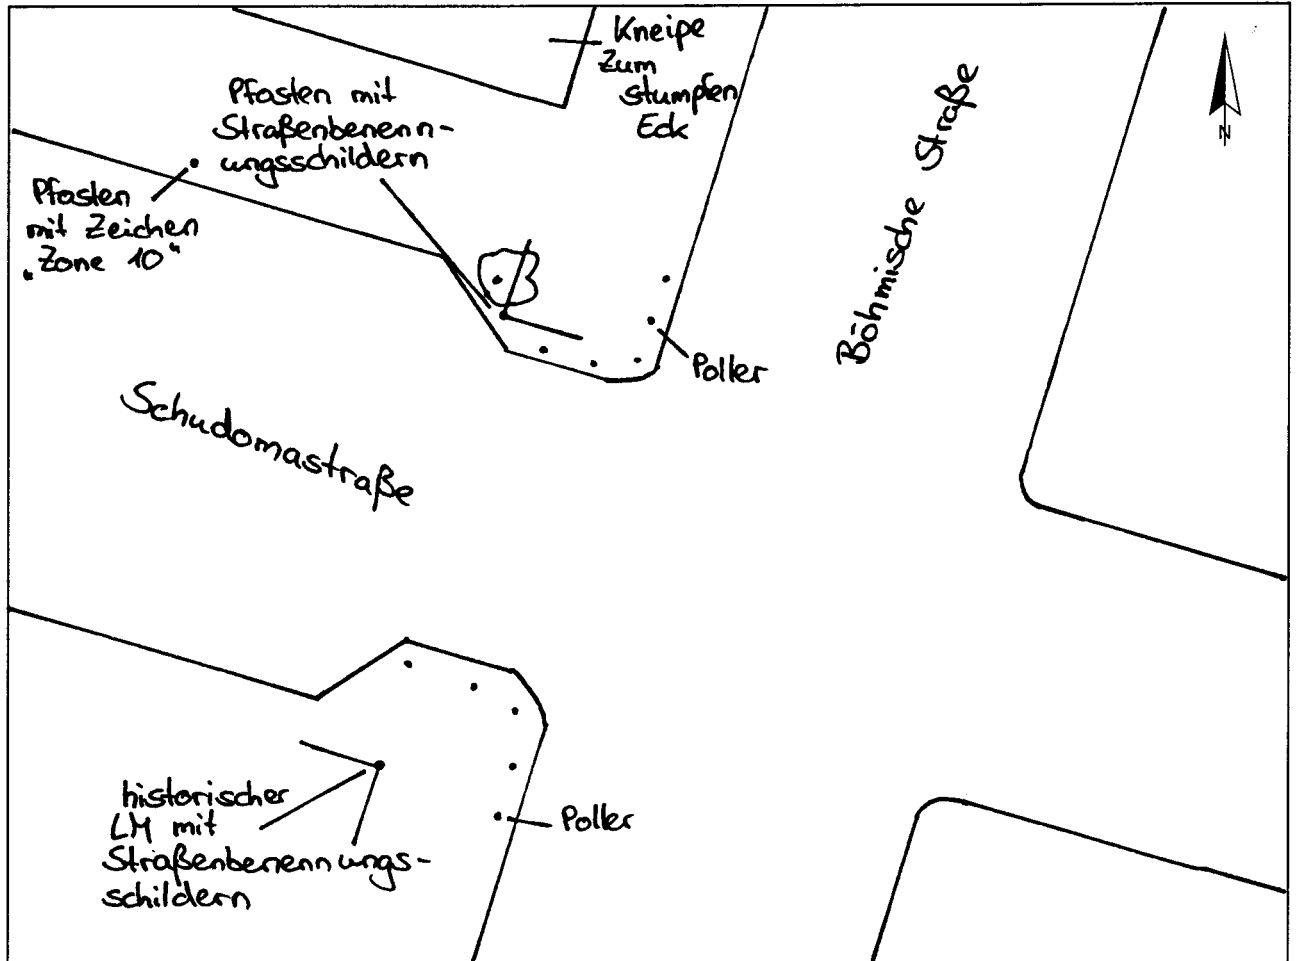 Kneipe
Zum
stumpfen
Eck
Pfosten mit
Straßenbenenn-
ungsschildern
Pfosten
mit Zeichen
„Zone 10"
Böhmische Straße
N
Poller
Schudomastraße
historischer
LM mit
Straßenbenennungs-
schildern
Poller